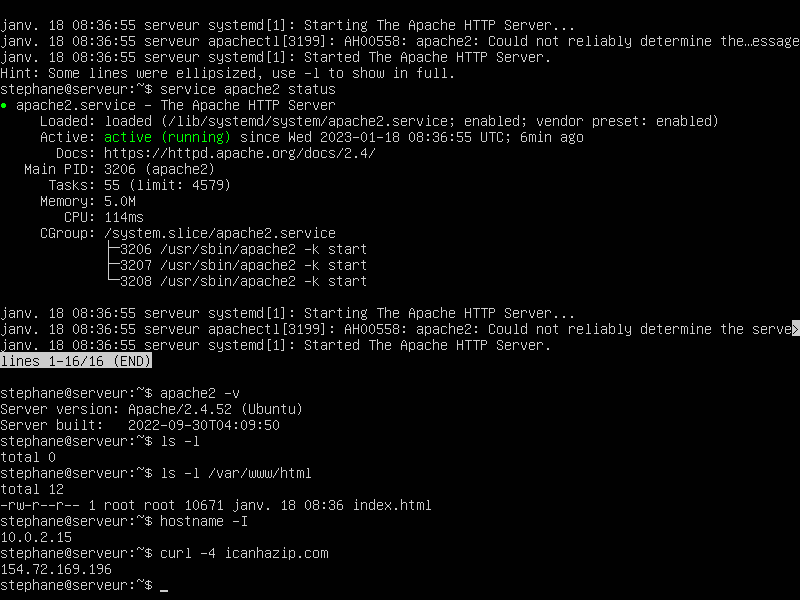 janv. 18 08:36:55 serveur systemd[1]: Starting The Apache HTTP Server...
janv. 18 08:36:55 serveur apachectl[3199]: AH00558: apache2: Could not reliably determine the…essage
janv. 18 08:36:55 serveur systemd[1]: Started The Apache HTTP Server.
Hint: Some lines were ellipsized, use -l to show in full.
stephane@serveur:~$ service apache2 status
● apache2.service - The Apache HTTP Server
     Loaded: loaded (/lib/systemd/system/apache2.service; enabled; vendor preset: enabled)
     Active: active (running) since Wed 2023-01-18 08:36:55 UTC; 6min ago
       Docs: https://httpd.apache.org/docs/2.4/
   Main PID: 3206 (apache2)
      Tasks: 55 (limit: 4579)
     Memory: 5.0M
        CPU: 114ms
     CGroup: /system.slice/apache2.service
             ├─3206 /usr/sbin/apache2 -k start
             ├─3207 /usr/sbin/apache2 -k start
             └─3208 /usr/sbin/apache2 -k start
janv. 18 08:36:55 serveur systemd[1]: Starting The Apache HTTP Server...
janv. 18 08:36:55 serveur apachectl[3199]: AH00558: apache2: Could not reliably determine the serve>
janv. 18 08:36:55 serveur systemd[1]: Started The Apache HTTP Server.
lines 1-16/16 (END)
stephane@serveur:~$ apache2 -v
Server version: Apache/2.4.52 (Ubuntu)
Server built:   2022-09-30T04:09:50
stephane@serveur:~$ ls -l
total 0
stephane@serveur:~$ ls -l /var/www/html
total 12
-rw-r--r-- 1 root root 10671 janv. 18 08:36 index.html
stephane@serveur:~$ hostname -I
10.0.2.15
stephane@serveur:~$ curl -4 icanhazip.com
154.72.169.196
stephane@serveur:~$ _